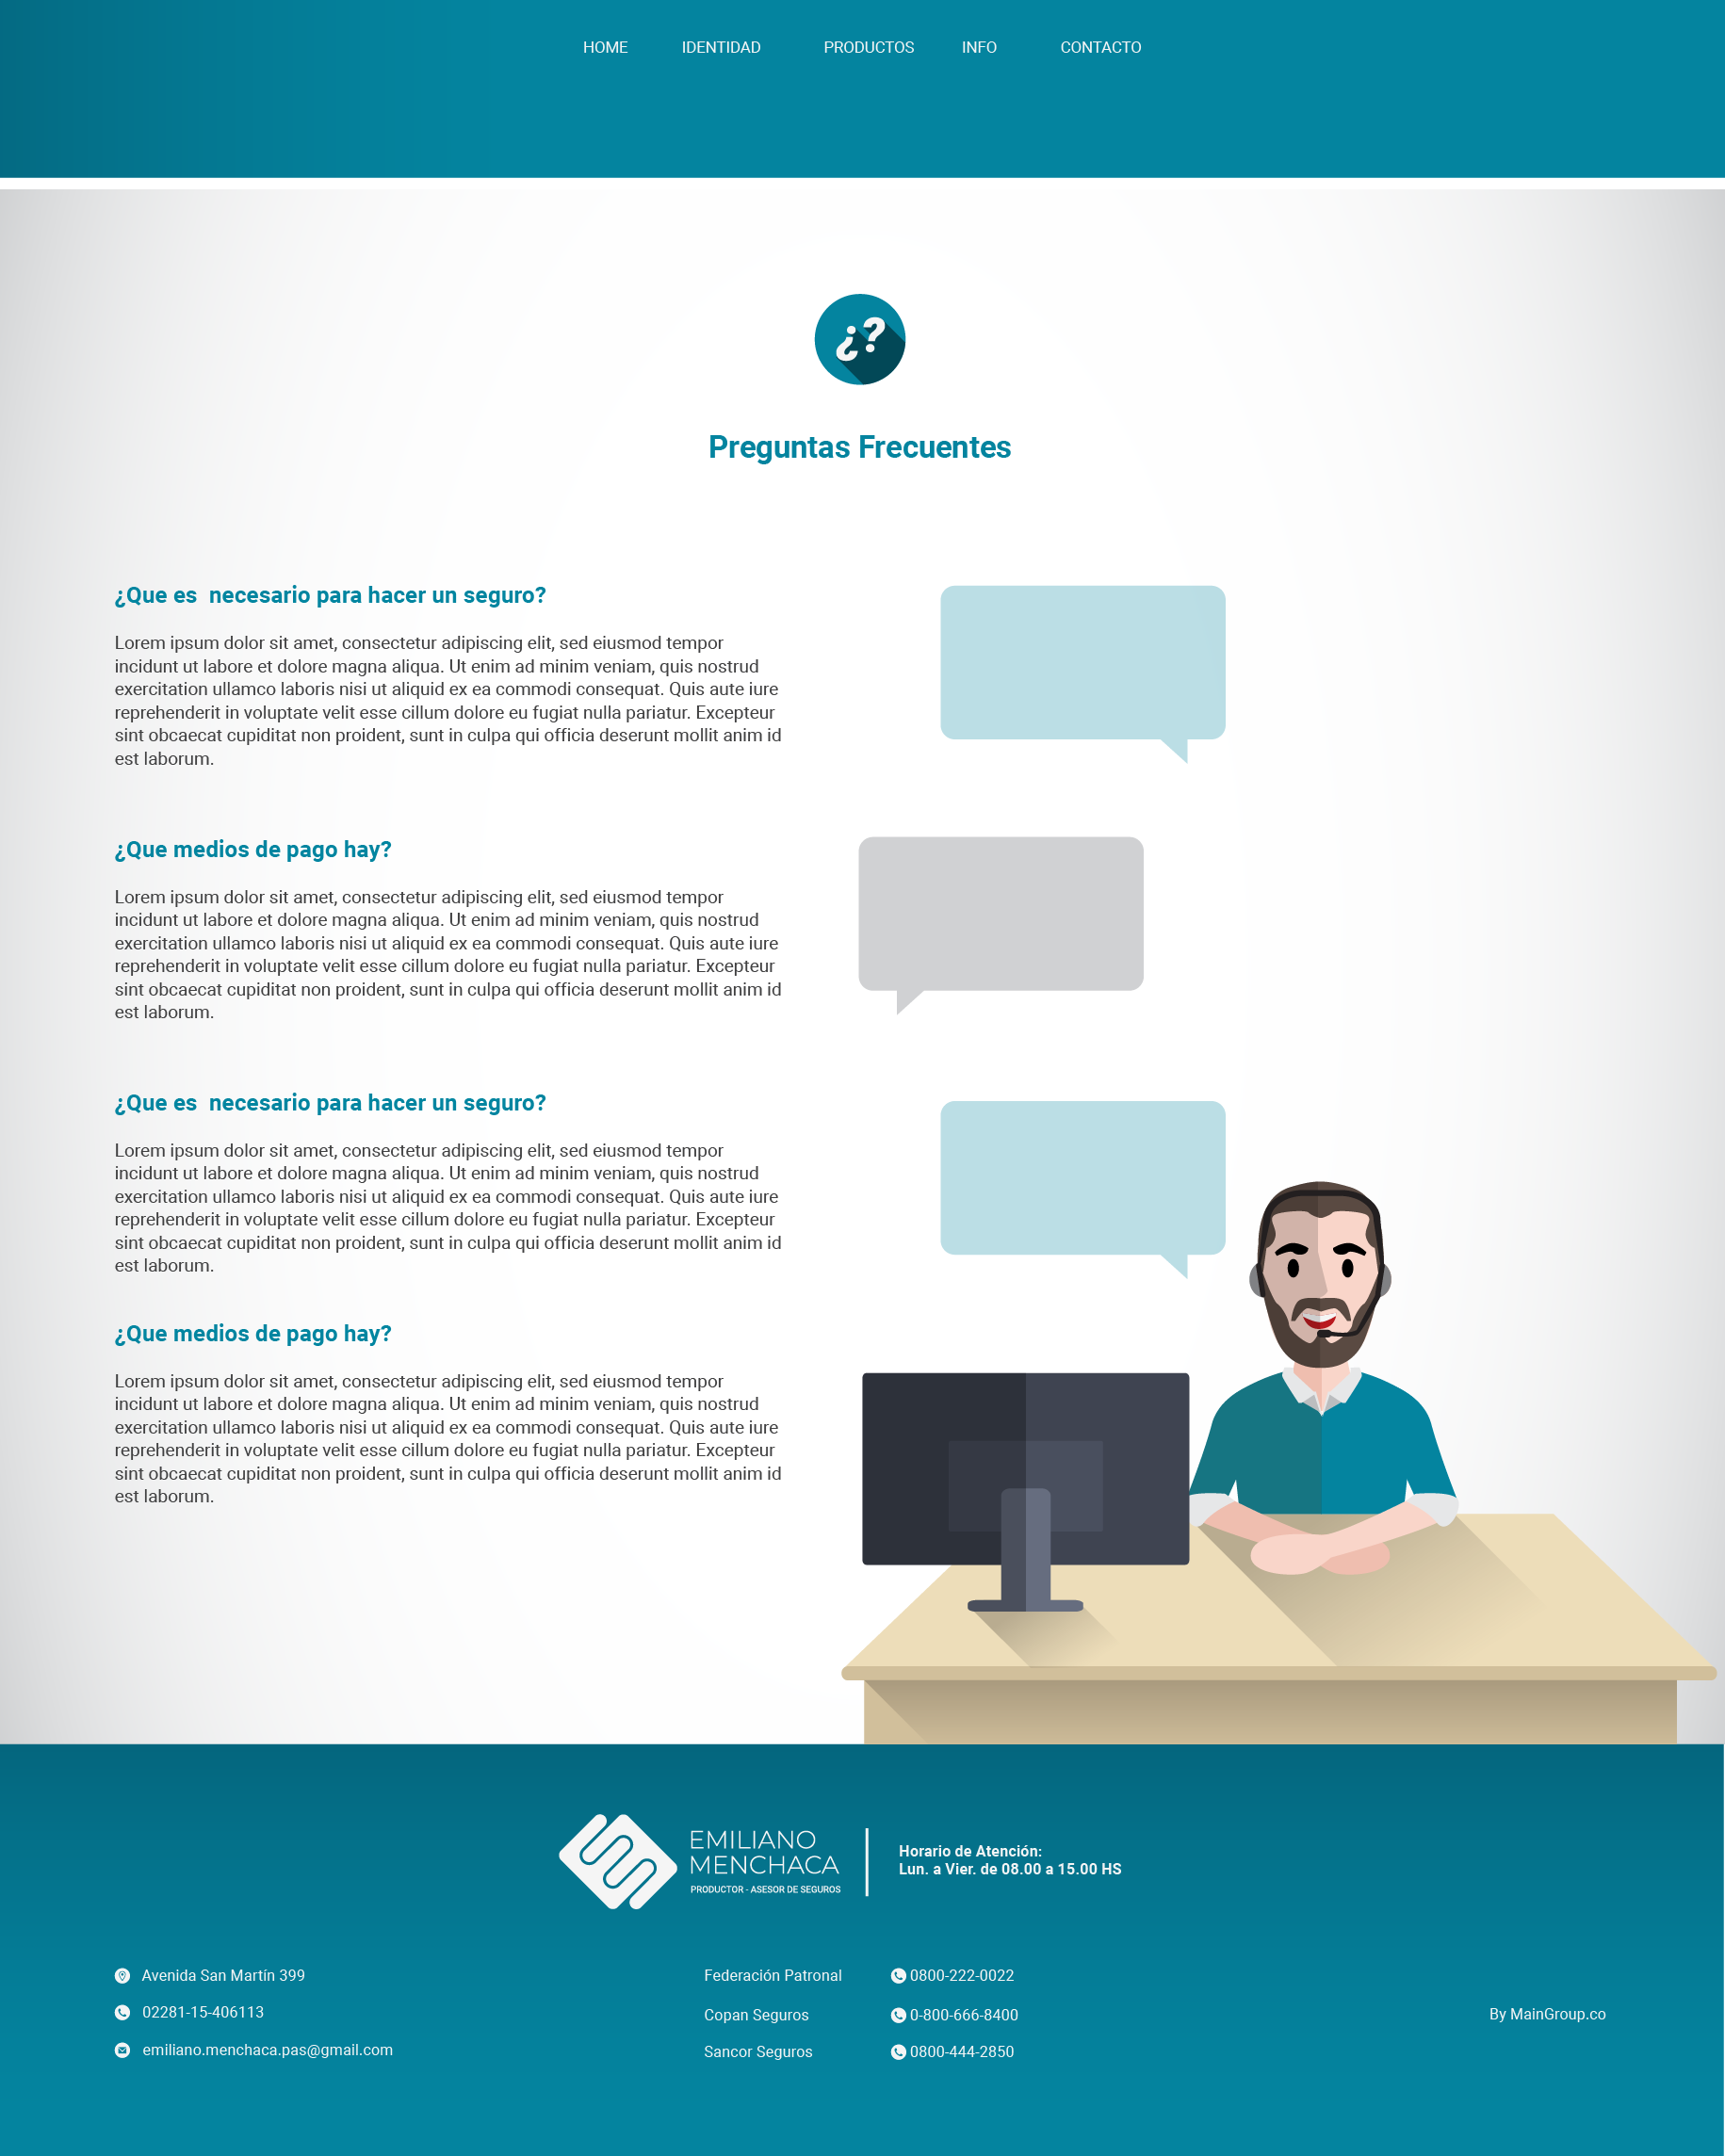 HOME IDENTIDAD PRODUCTOS INFO CONTACTO
¿?
Preguntas Frecuentes
¿Que es  necesario para hacer un seguro?
Lorem ipsum dolor sit amet, consectetur adipiscing elit, sed eiusmod tempor
incidunt ut labore et dolore magna aliqua. Ut enim ad minim veniam, quis nostrud
exercitation ullamco laboris nisi ut aliquid ex ea commodi consequat. Quis aute iure
reprehenderit in voluptate velit esse cillum dolore eu fugiat nulla pariatur. Excepteur
sint obcaecat cupiditat non proident, sunt in culpa qui officia deserunt mollit anim id
est laborum.
¿Que medios de pago hay?
Lorem ipsum dolor sit amet, consectetur adipiscing elit, sed eiusmod tempor
incidunt ut labore et dolore magna aliqua. Ut enim ad minim veniam, quis nostrud
exercitation ullamco laboris nisi ut aliquid ex ea commodi consequat. Quis aute iure
reprehenderit in voluptate velit esse cillum dolore eu fugiat nulla pariatur. Excepteur
sint obcaecat cupiditat non proident, sunt in culpa qui officia deserunt mollit anim id
est laborum.
¿Que es  necesario para hacer un seguro?
Lorem ipsum dolor sit amet, consectetur adipiscing elit, sed eiusmod tempor
incidunt ut labore et dolore magna aliqua. Ut enim ad minim veniam, quis nostrud
exercitation ullamco laboris nisi ut aliquid ex ea commodi consequat. Quis aute iure
reprehenderit in voluptate velit esse cillum dolore eu fugiat nulla pariatur. Excepteur
sint obcaecat cupiditat non proident, sunt in culpa qui officia deserunt mollit anim id
est laborum.
¿Que medios de pago hay?
Lorem ipsum dolor sit amet, consectetur adipiscing elit, sed eiusmod tempor
incidunt ut labore et dolore magna aliqua. Ut enim ad minim veniam, quis nostrud
exercitation ullamco laboris nisi ut aliquid ex ea commodi consequat. Quis aute iure
reprehenderit in voluptate velit esse cillum dolore eu fugiat nulla pariatur. Excepteur
sint obcaecat cupiditat non proident, sunt in culpa qui officia deserunt mollit anim id
est laborum.
EMILIANO
MENCHACA
PRODUCTOR - ASESOR DE SEGUROS
Horario de Atención:
Lun. a Vier. de 08.00 a 15.00 HS
Avenida San Martín 399
02281-15-406113
emiliano.menchaca.pas@gmail.com
Federación Patronal 0800-222-0022
Copan Seguros 0-800-666-8400
Sancor Seguros 0800-444-2850
By MainGroup.co